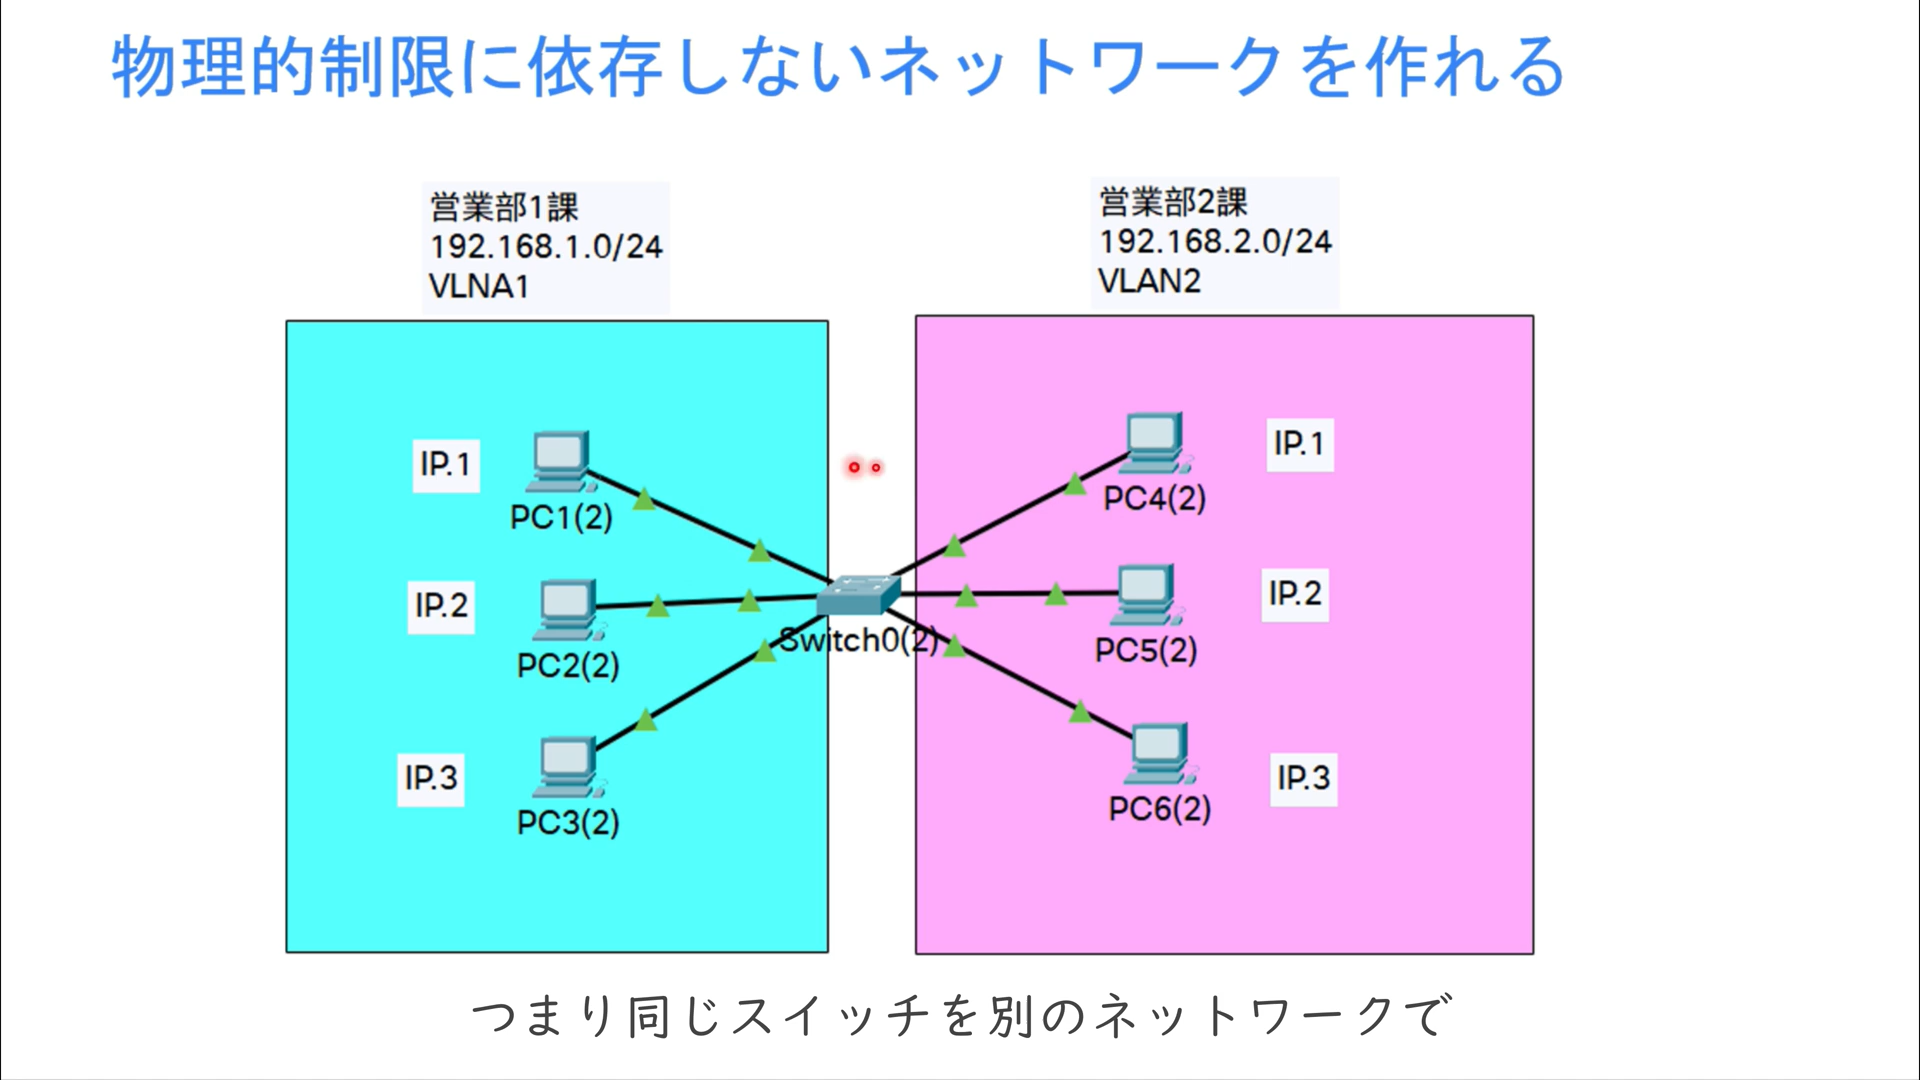 物理的制限に依存しないネットワークを作れる
営業部1課
192.168.1.0/24
VLNA1
営業部2課
192.168.2.0/24
VLAN2
IP.1
PC1(2)
IP.2
PC2(2)
IP.3
PC3(2)
Switch0(2)
PC4(2)
IP.1
PC5(2)
IP.2
PC6(2)
IP.3
つまり同じスイッチを別のネットワークで